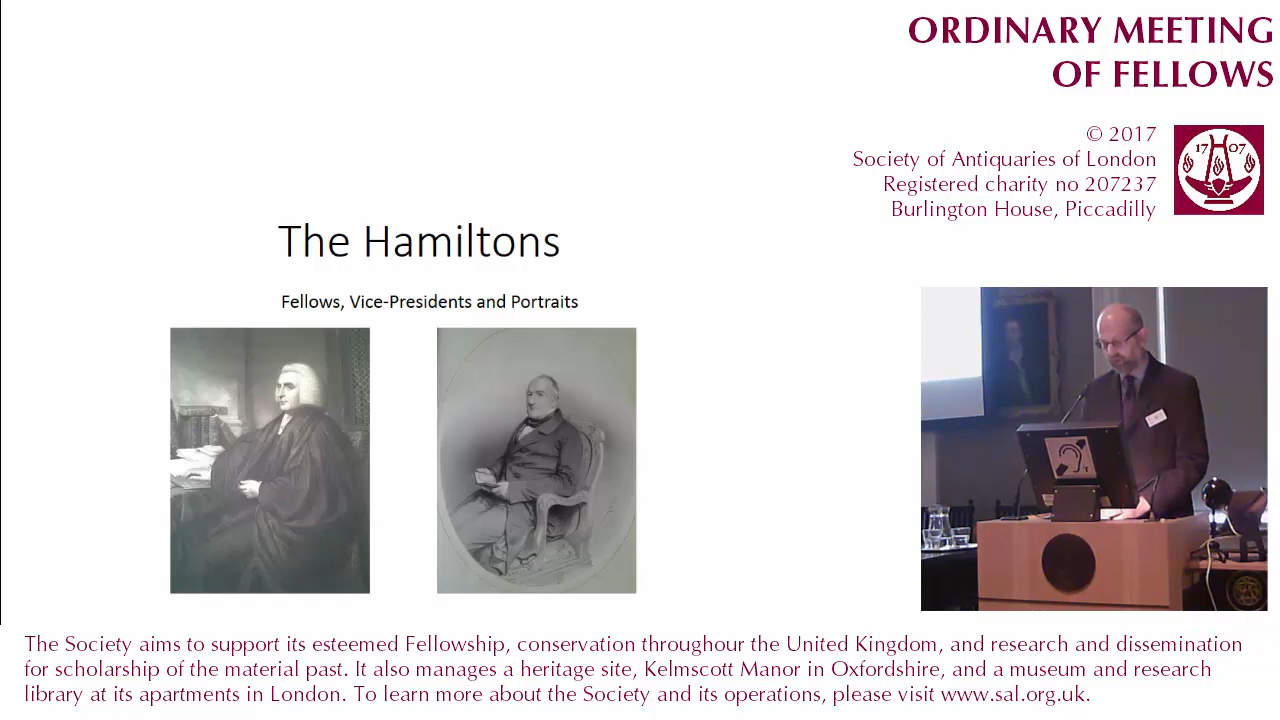 ORDINARY MEETING
OF FELLOWS
© 2017
Society of Antiquaries of London
Registered charity no 207237
Burlington House, Piccadilly
17 07
The Hamiltons
Fellows, Vice-Presidents and Portraits
T
The Society aims to support its esteemed Fellowship, conservation throughour the United Kingdom, and research and dissemination
for scholarship of the material past. It also manages a heritage site, Kelmscott Manor in Oxfordshire, and a museum and research
library at its apartments in London. To learn more about the Society and its operations, please visit www.sal.org.uk.